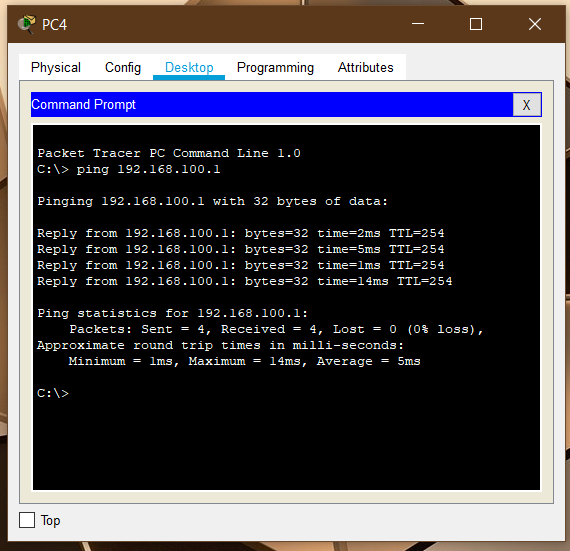 PC4
Physical Config Desktop Programming Attributes
Command Prompt X
Packet Tracer PC Command Line 1.0
C:\> ping 192.168.100.1
Pinging 192.168.100.1 with 32 bytes of data:
Reply from 192.168.100.1: bytes=32 time=2ms TTL=254
Reply from 192.168.100.1: bytes=32 time=5ms TTL=254
Reply from 192.168.100.1: bytes=32 time=1ms TTL=254
Reply from 192.168.100.1: bytes=32 time=14ms TTL=254
Ping statistics for 192.168.100.1:
Packets: Sent = 4, Received = 4, Lost = 0 (0% loss),
Approximate round trip times in milli-seconds:
Minimum = 1ms, Maximum = 14ms, Average = 5ms
C:\>
Top